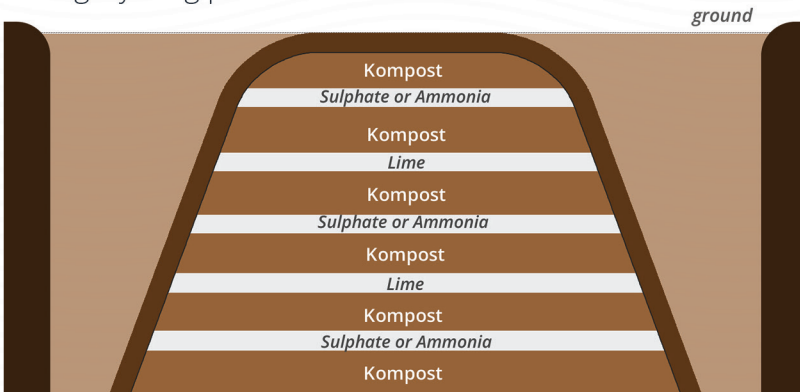 ground
Kompost
Sulphate or Ammonia
Kompost
Lime
Kompost
Sulphate or Ammonia
Kompost
Lime
Kompost
Sulphate or Ammonia
Kompost